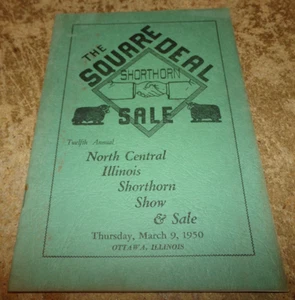 THE
SQUARE DEAL
SHORTHORN
SALE
Twelfth Annual
North Central
Illinois
Shorthorn
Show
& Sale
Thursday, March 9, 1950
OTTAWA, ILLINOIS